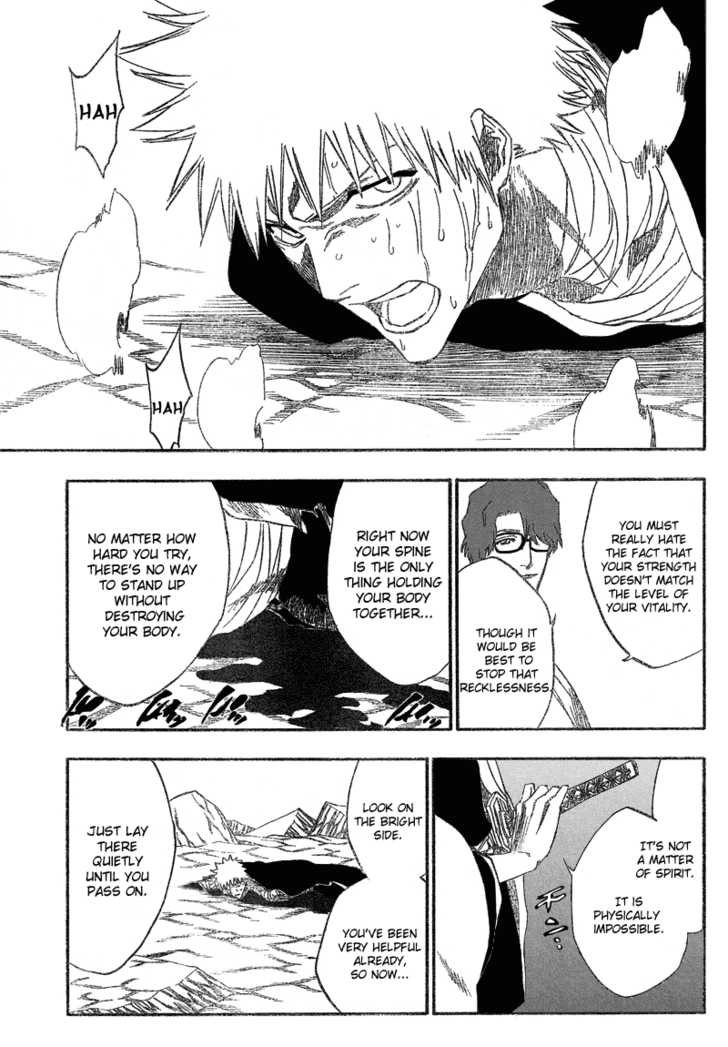 HAH
HAH
YOU MUST
REALLY HATE
THE FACT THAT
YOUR STRENGTH
DOESN'T MATCH
THE LEVEL OF
YOUR VITALITY.
THOUGH IT
WOULD BE
BEST TO
STOP THAT
RECKLESSNESS.
RIGHT NOW
YOUR SPINE
IS THE ONLY
THING HOLDING
YOUR BODY
TOGETHER...
NO MATTER HOW
HARD YOU TRY,
THERE'S NO WAY
TO STAND UP
WITHOUT
DESTROYING
YOUR BODY.
IT'S NOT
A MATTER
OF SPIRIT.
IT IS
PHYSICALLY
IMPOSSIBLE.
LOOK ON
THE BRIGHT
SIDE.
YOU'VE BEEN
VERY HELPFUL
ALREADY,
SO NOW...
JUST LAY
THERE
QUIETLY
UNTIL YOU
PASS ON.